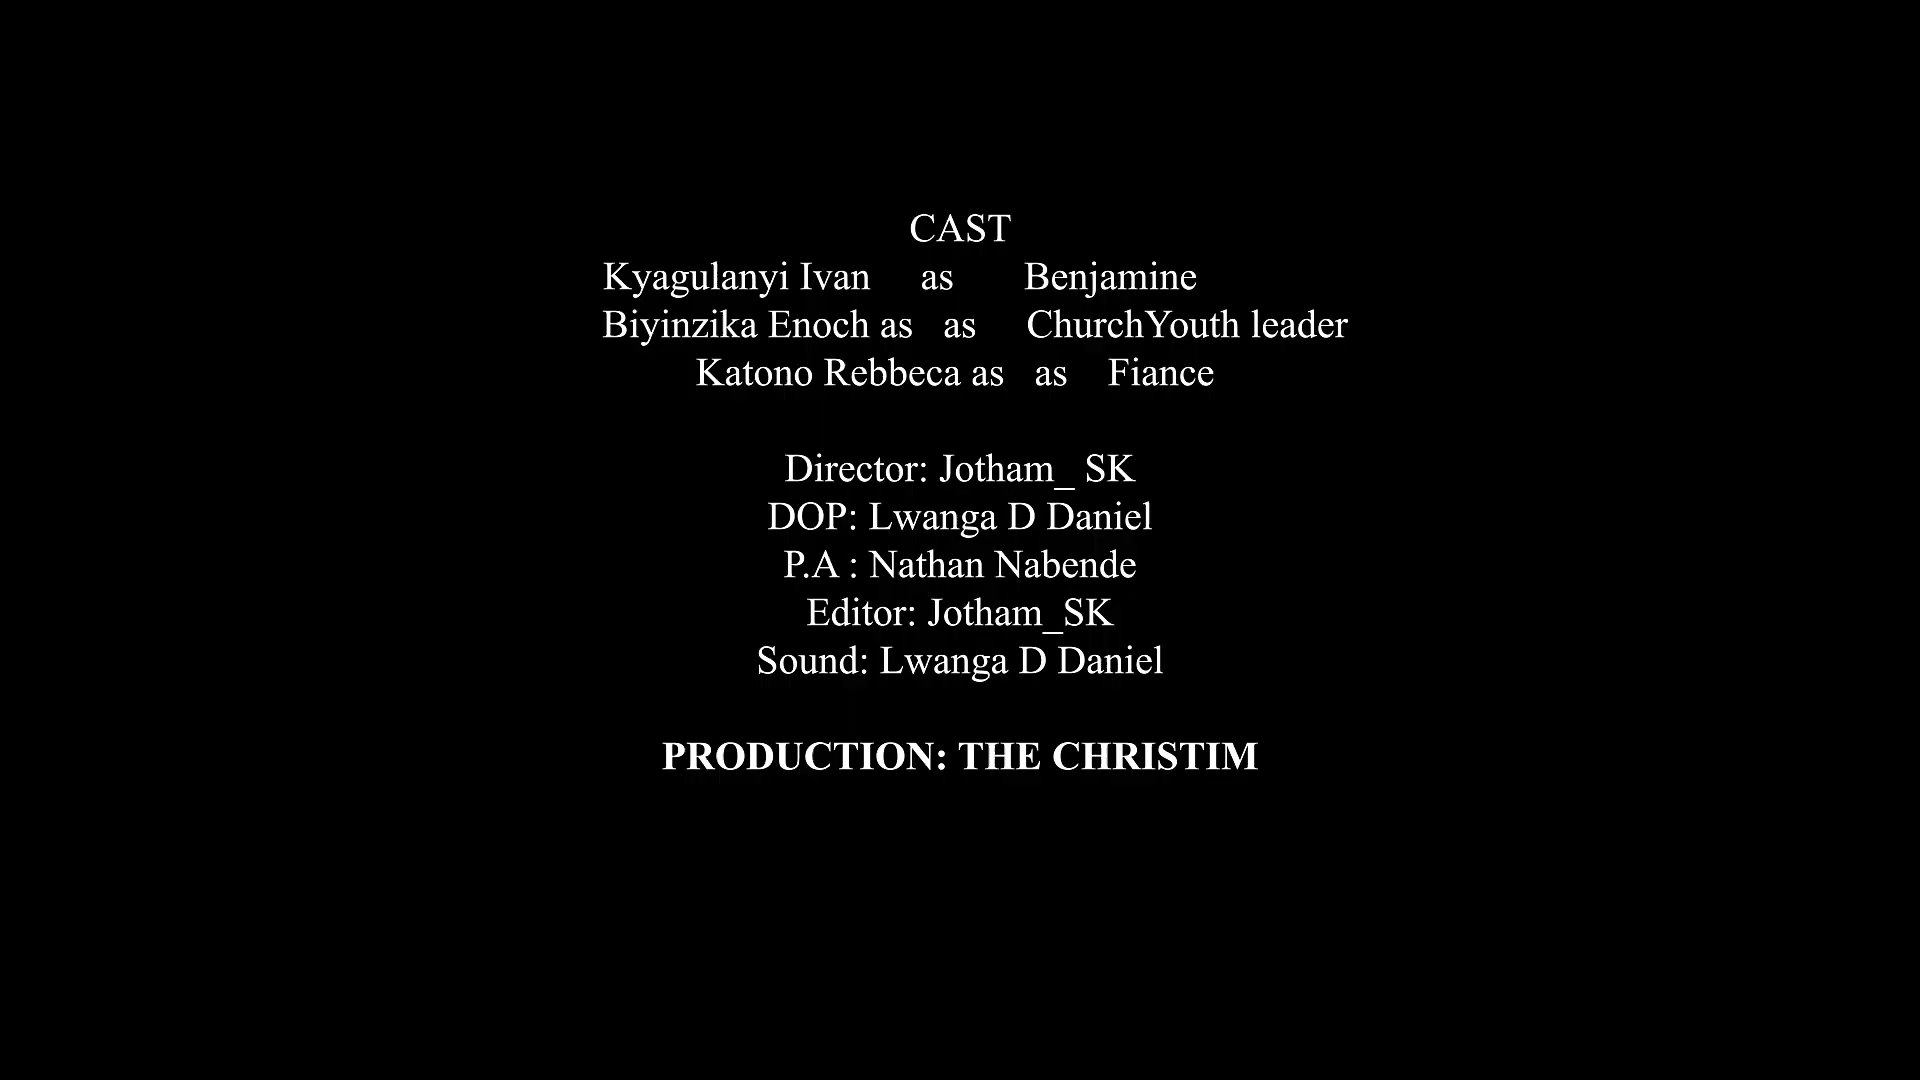 CAST
Kyagulanyi Ivan as Benjamine
Biyinzika Enoch as as ChurchYouth leader
Katono Rebbeca as as Fiance
Director: Jotham_ SK
DOP: Lwanga D Daniel
P.A : Nathan Nabende
Editor: Jotham_SK
Sound: Lwanga D Daniel
PRODUCTION: THE CHRISTIM